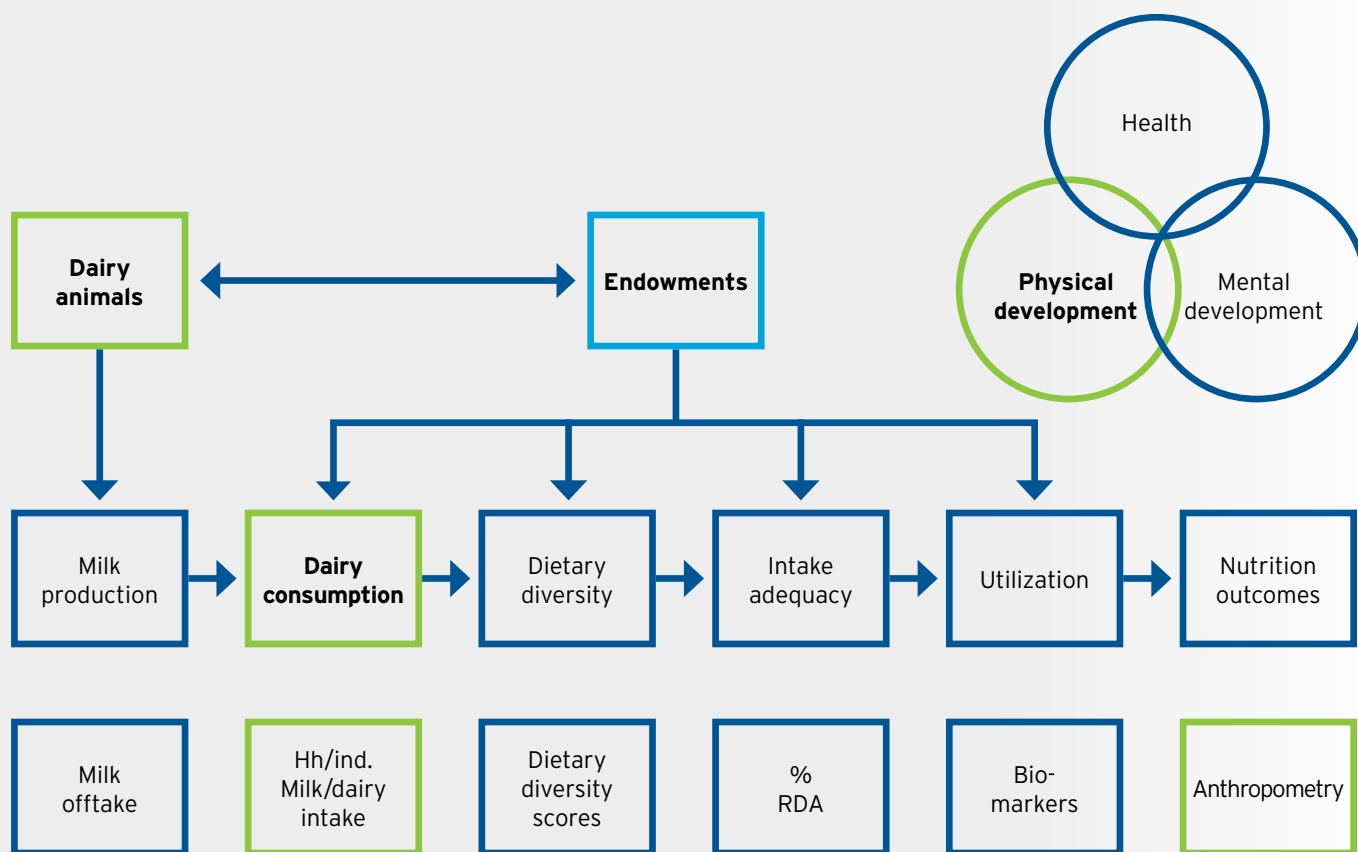 Health
Dairy
animals
Endowments
Physical
development
Mental
development
Milk
production
Dairy
consumption
Dietary
diversity
Intake
adequacy
Utilization
Nutrition
outcomes
Milk
offtake
Hh/ind.
Milk/dairy
intake
Dietary
diversity
scores
%
RDA
Bio-
markers
Anthropometry